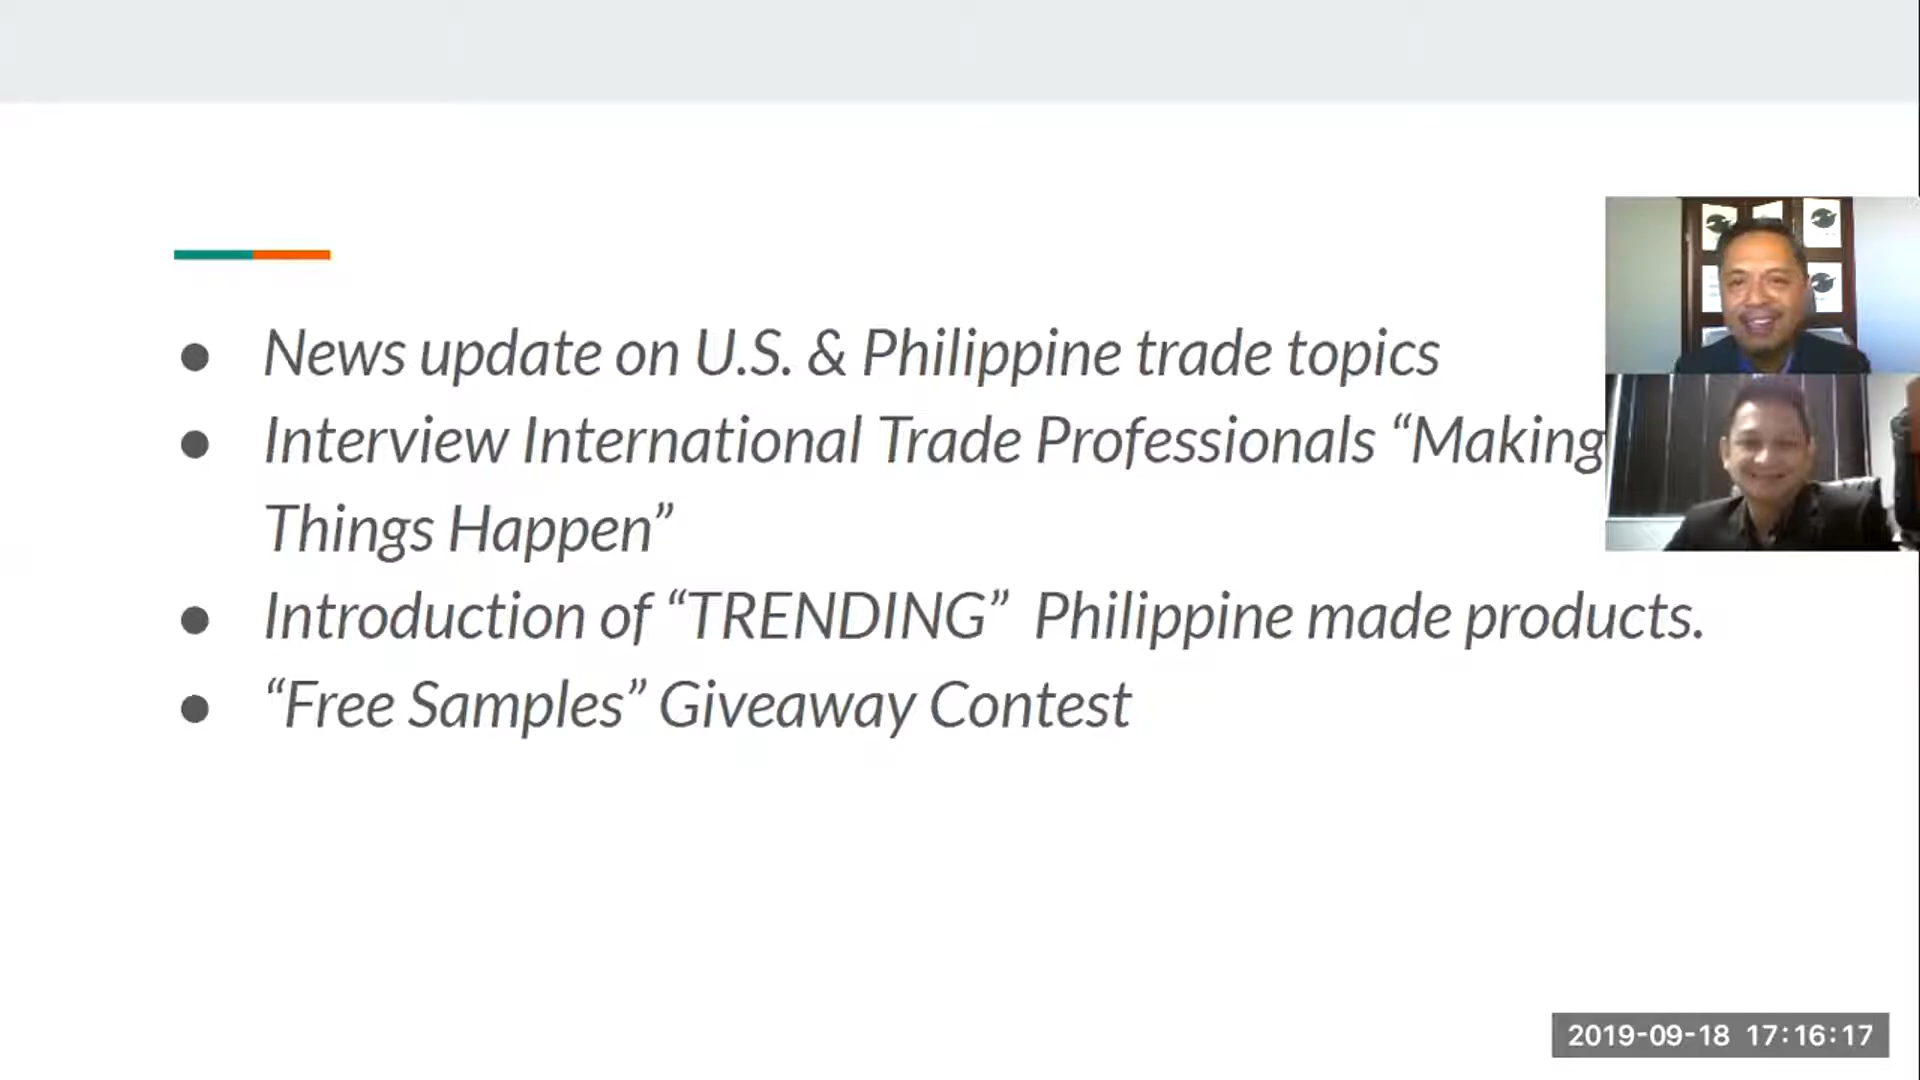 ● News update on U.S. & Philippine trade topics
● Interview International Trade Professionals “Making
Things Happen”
● Introduction of “TRENDING” Philippine made products.
● “Free Samples” Giveaway Contest
2019-09-18 17:16:17